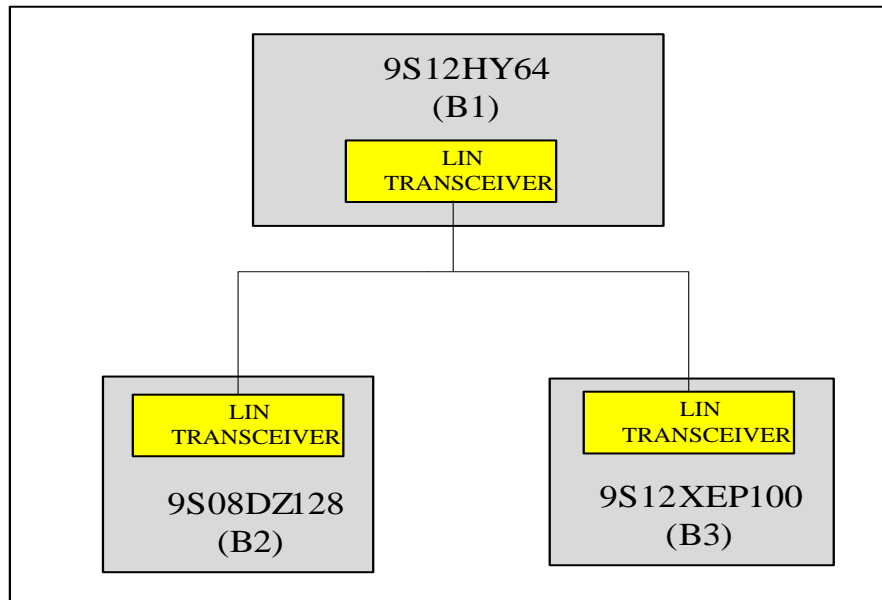 9S12HY64
(B1)
LIN
TRANSCEIVER
LIN
TRANSCEIVER
9S08DZ128
(B2)
LIN
TRANSCEIVER
9S12XEP100
(B3)